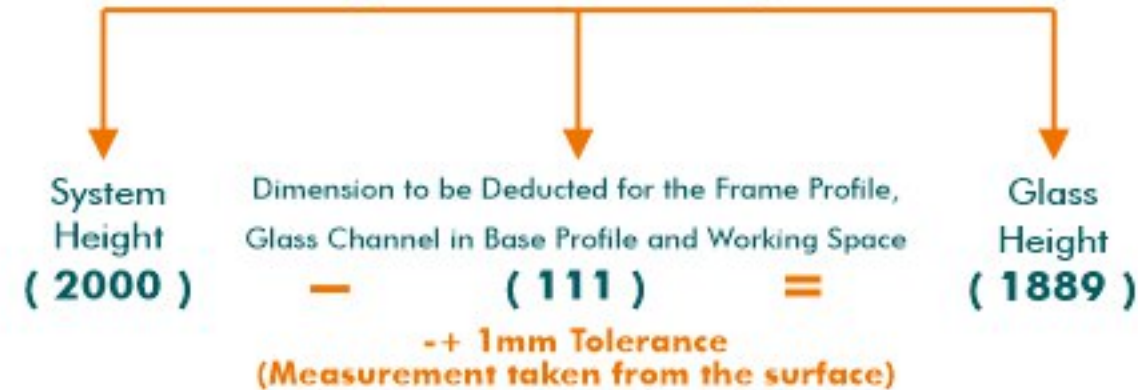 System
Height
( 2000 )
Dimension to be Deducted for the Frame Profile,
Glass Channel in Base Profile and Working Space
– ( 111 ) =
Glass
Height
( 1889 )
-+ 1mm Tolerance
(Measurement taken from the surface)